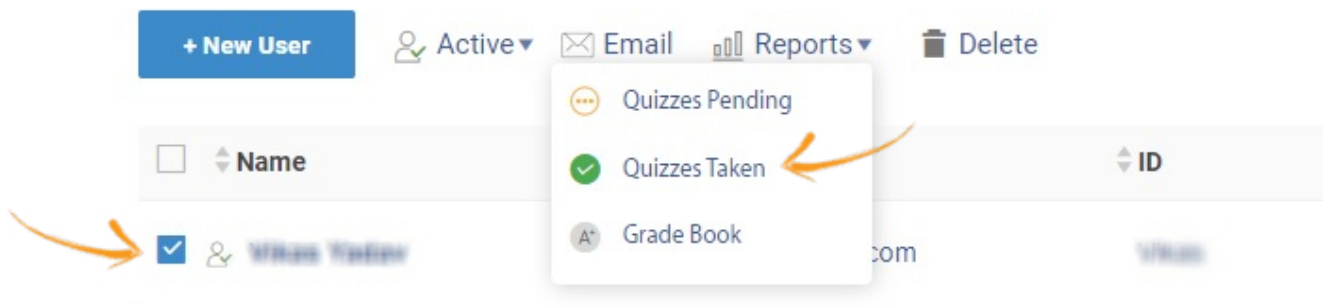 + New User Active Email Reports Delete
Quizzes Pending
Quizzes Taken
Grade Book
Name ID
com